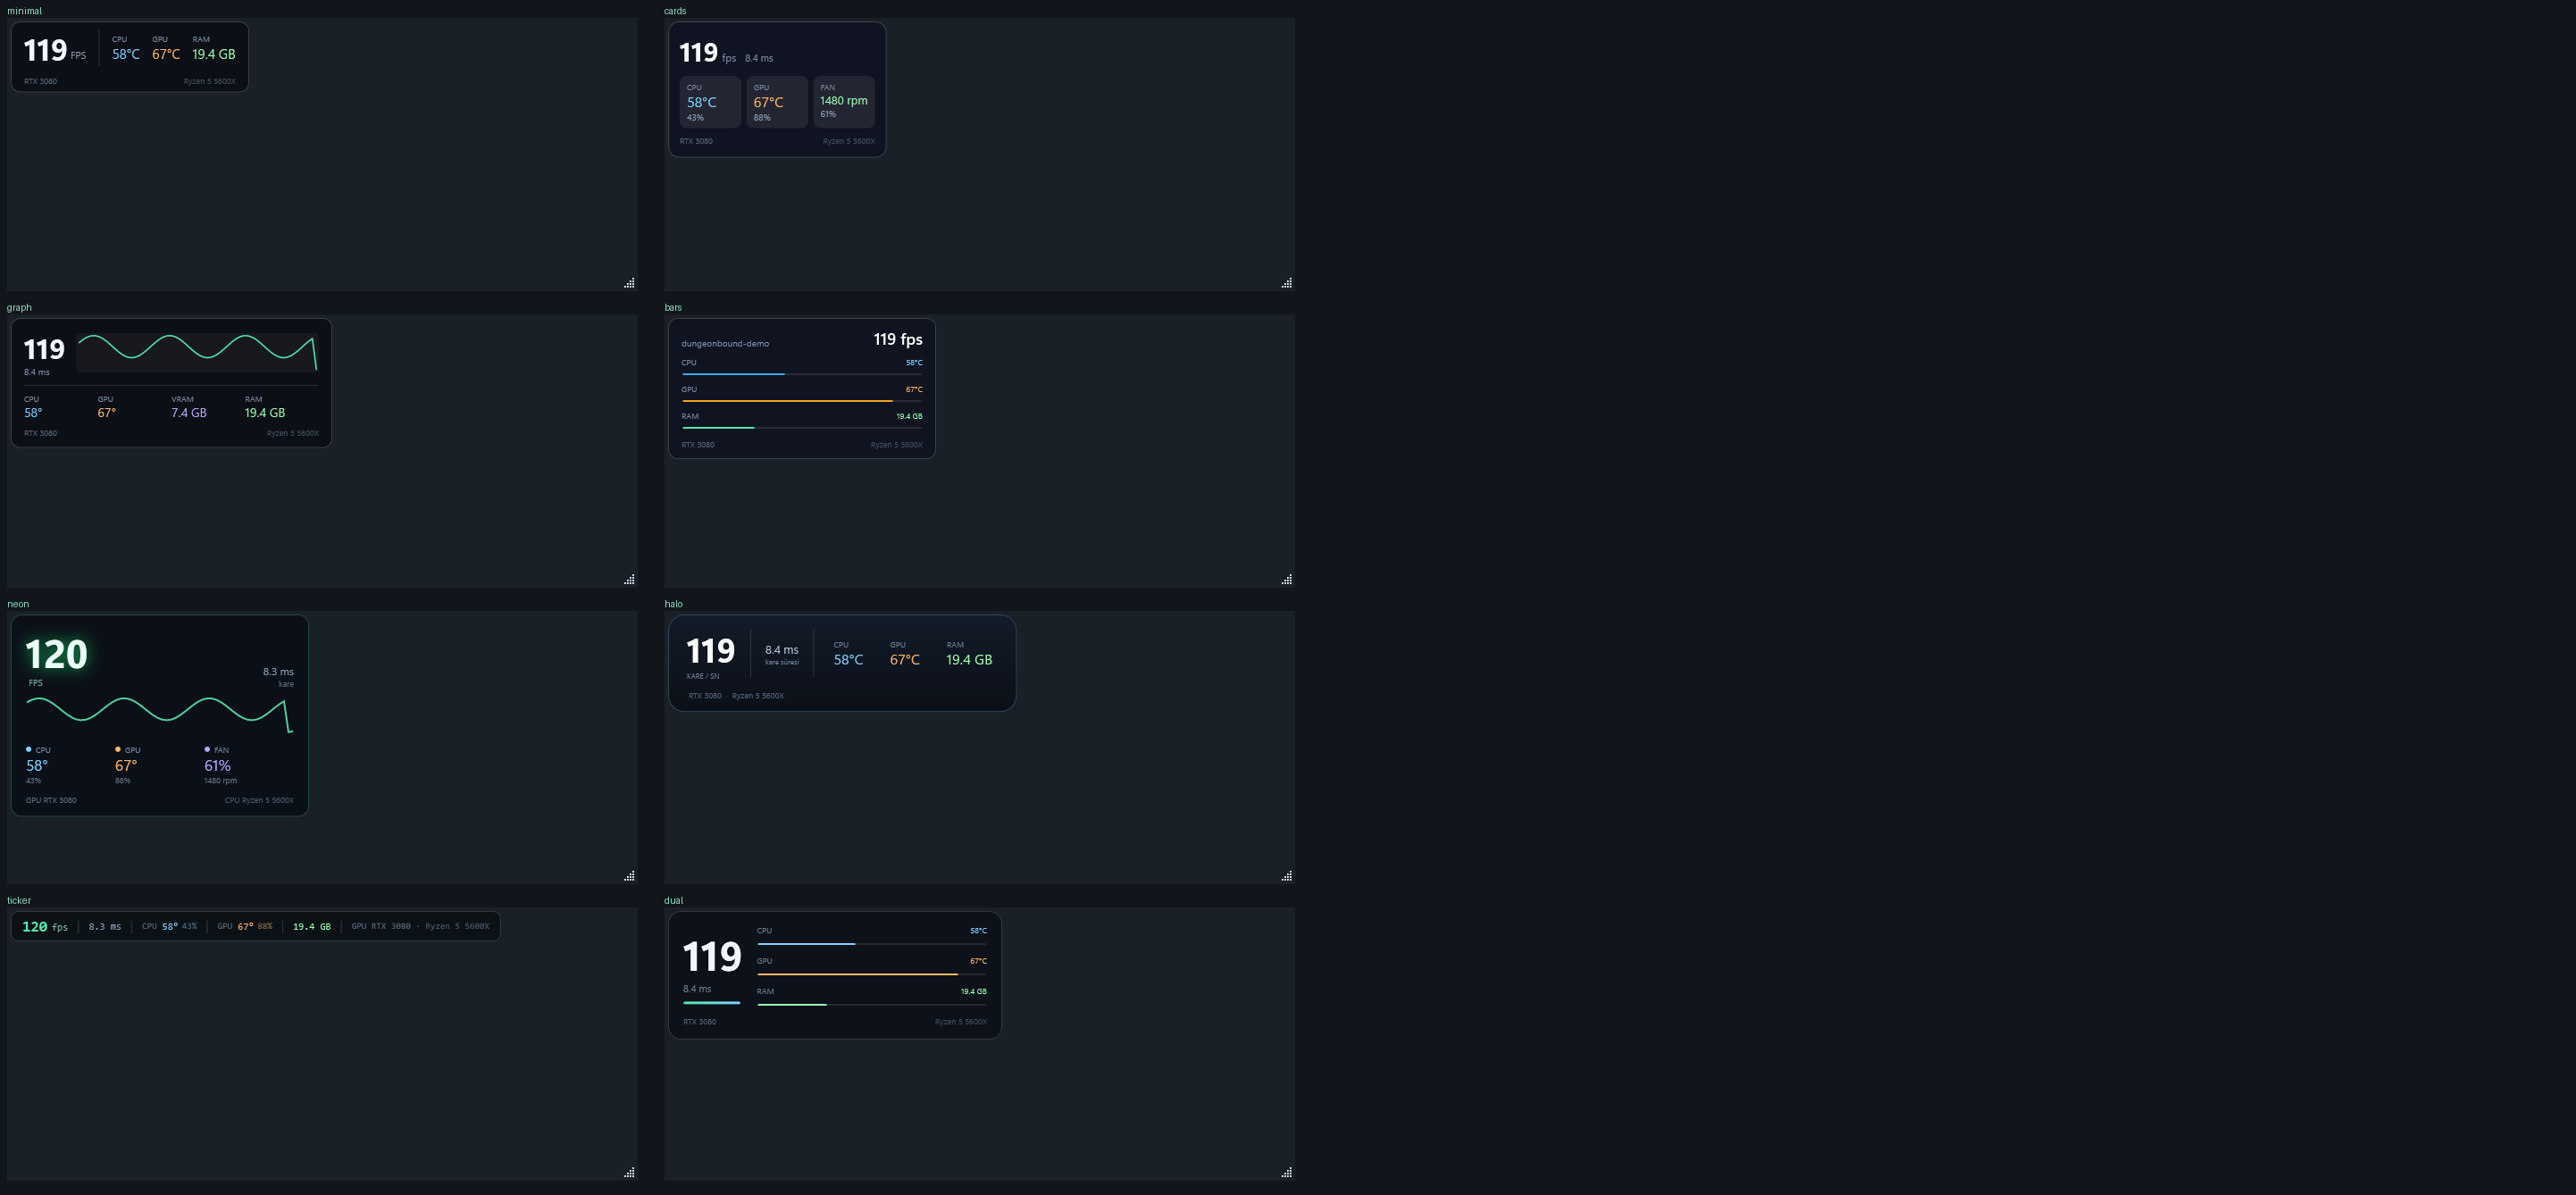 minimal
119 FPS
CPU GPU RAM
58°C 67°C 19.4 GB
RTX 3080 Ryzen 5 5600X
cards
119 fps 8.4 ms
CPU GPU FAN
58°C 67°C 1480 rpm
43% 88% 61%
RTX 3080 Ryzen 5 5600X
graph
119
8.4 ms
CPU GPU VRAM RAM
58° 67° 7.4 GB 19.4 GB
RTX 3080 Ryzen 5 5600X
bars
dungeonbound-demo 119 fps
CPU 58°C
GPU 67°C
RAM 19.4 GB
RTX 3080 Ryzen 5 5600X
neon
120
FPS
8.3 ms
kare
CPU GPU FAN
58° 67° 61%
43% 88% 1480 rpm
GPU RTX 3080 CPU Ryzen 5 5600X
halo
119
KARE / SN
8.4 ms
kare süresi
CPU GPU RAM
58°C 67°C 19.4 GB
RTX 3080 · Ryzen 5 5600X
ticker
120 fps | 8.3 ms | CPU 58° 43% | GPU 67° 88% | 19.4 GB | GPU RTX 3080 · Ryzen 5 5600X
dual
119
8.4 ms
CPU 58°C
GPU 67°C
RAM 19.4 GB
RTX 3080 Ryzen 5 5600X